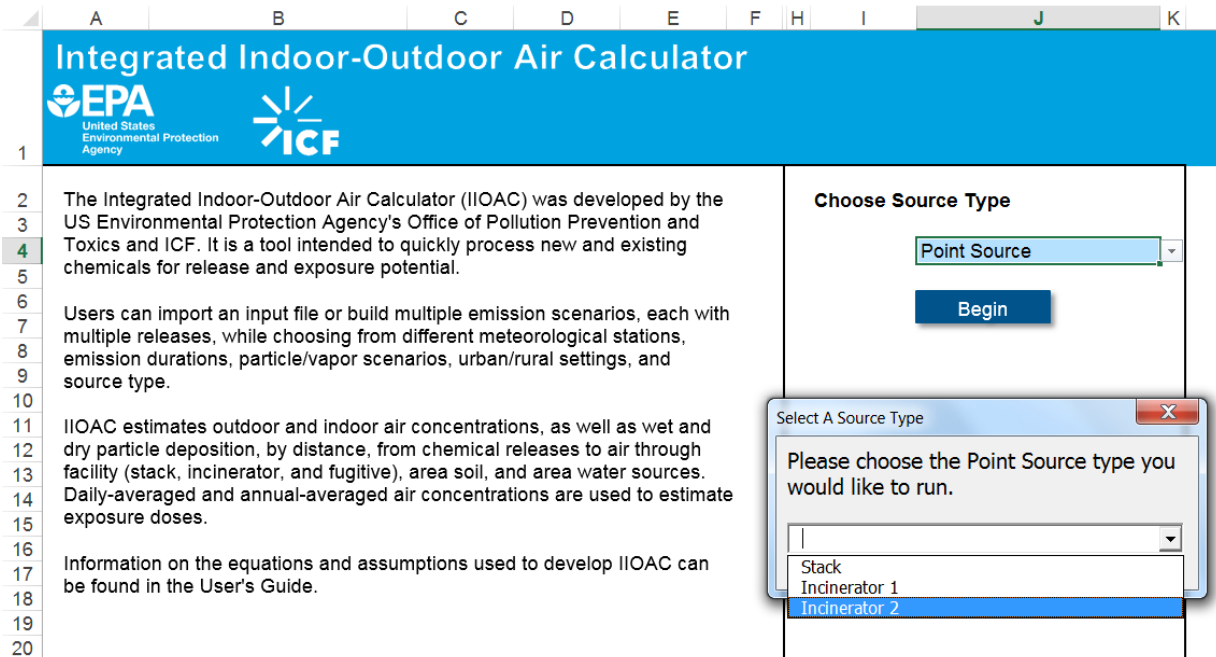 A B C D E F H I J K
Integrated Indoor-Outdoor Air Calculator
EPA
United States
Environmental Protection
Agency
ICF
1
2
3
4
5
6
7
8
9
10
11
12
13
14
15
16
17
18
19
20
The Integrated Indoor-Outdoor Air Calculator (IIOAC) was developed by the
US Environmental Protection Agency's Office of Pollution Prevention and
Toxics and ICF. It is a tool intended to quickly process new and existing
chemicals for release and exposure potential.
Users can import an input file or build multiple emission scenarios, each with
multiple releases, while choosing from different meteorological stations,
emission durations, particle/vapor scenarios, urban/rural settings, and
source type.
IIOAC estimates outdoor and indoor air concentrations, as well as wet and
dry particle deposition, by distance, from chemical releases to air through
facility (stack, incinerator, and fugitive), area soil, and area water sources.
Daily-averaged and annual-averaged air concentrations are used to estimate
exposure doses.
Information on the equations and assumptions used to develop IIOAC can
be found in the User's Guide.
Choose Source Type
Point Source
Begin
Select A Source Type
X
Please choose the Point Source type you
would like to run.
Stack
Incinerator 1
Incinerator 2